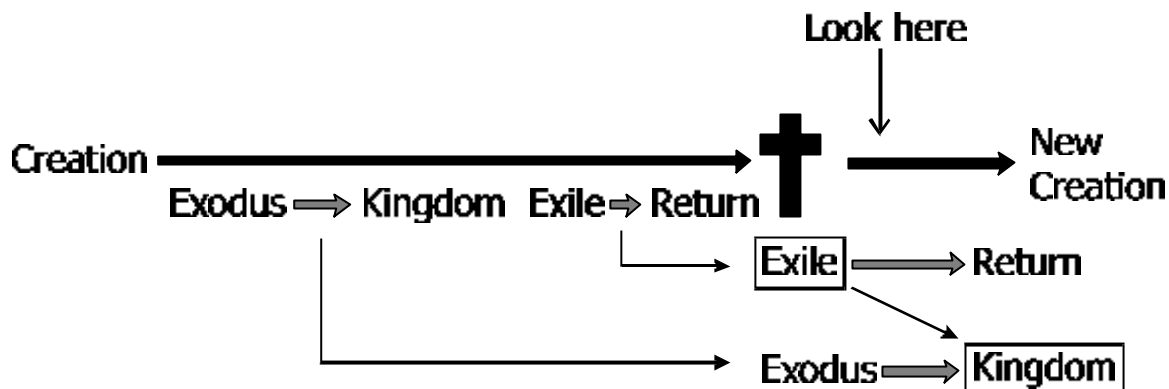 Look here
Creation
New
Creation
Exodus Kingdom Exile Return
Exile Return
Exodus Kingdom